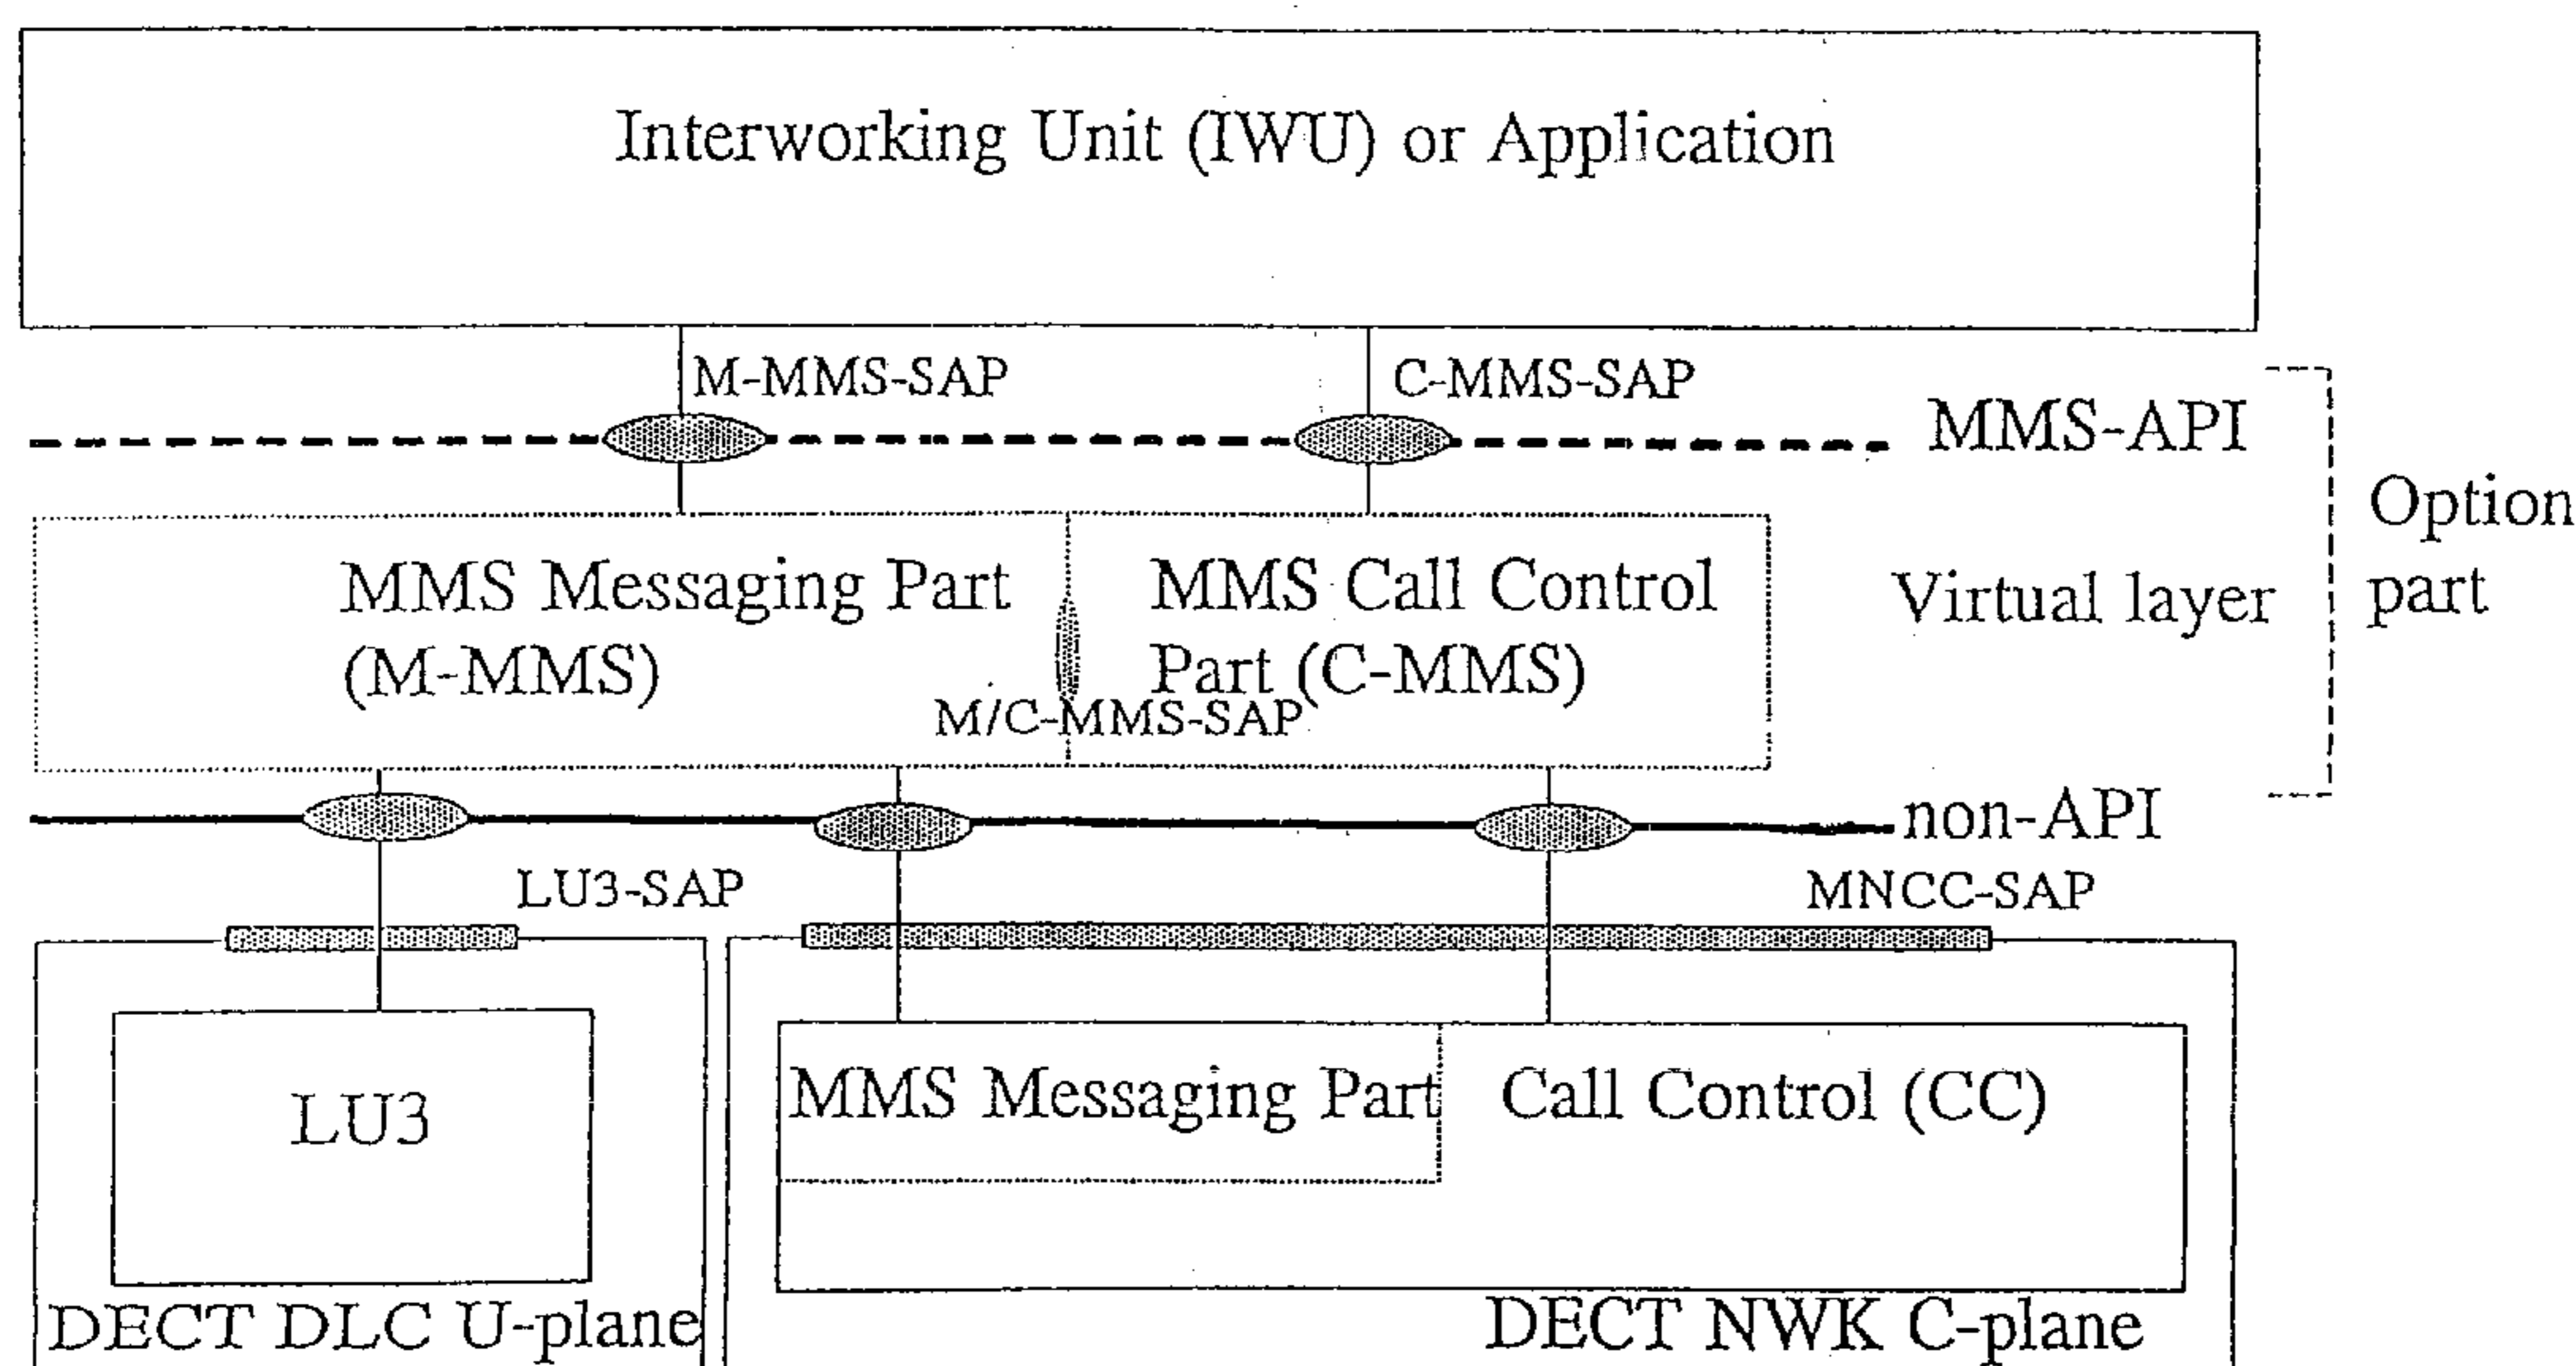 Interworking Unit (IWU) or Application
M-MMS-SAP
C-MMS-SAP
MMS-API
Option
part
MMS Messaging Part
(M-MMS)
MMS Call Control
Part (C-MMS)
Virtual layer
M/C-MMS-SAP
non-API
LU3-SAP
MNCC-SAP
LU3
MMS Messaging Part
Call Control (CC)
DECT DLC U-plane
DECT NWK C-plane